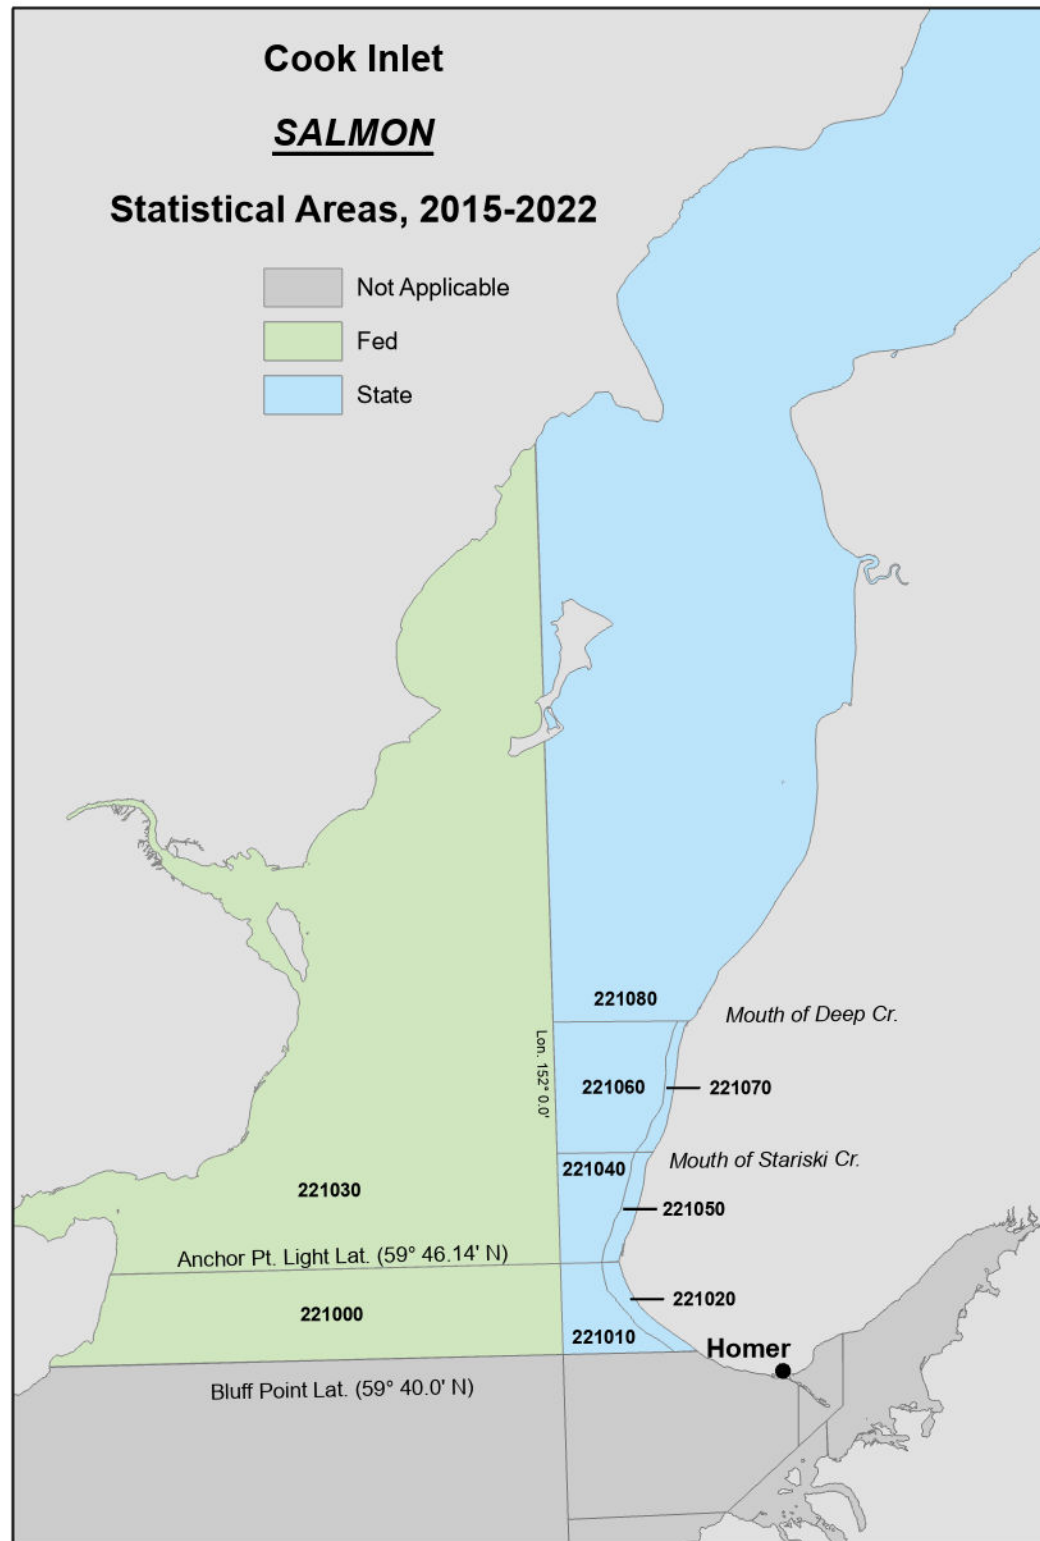 Cook Inlet
SALMON
Statistical Areas, 2015-2022
Not Applicable
Fed
State
221080
Mouth of Deep Cr.
Lon. 152° 0.0'
221060
221070
221040
Mouth of Stariski Cr.
221030
221050
Anchor Pt. Light Lat. (59° 46.14' N)
221020
221000
221010
Homer
Bluff Point Lat. (59° 40.0' N)